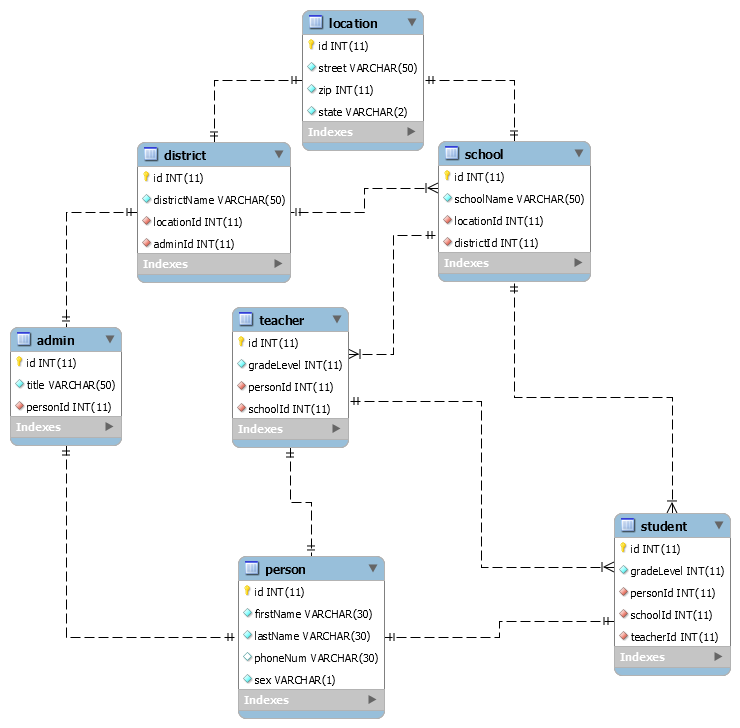 location
id INT(11)
street VARCHAR(50)
zip INT(11)
state VARCHAR(2)
Indexes
district
id INT(11)
districtName VARCHAR(50)
locationId INT(11)
adminId INT(11)
Indexes
school
id INT(11)
schoolName VARCHAR(50)
locationId INT(11)
districtId INT(11)
Indexes
admin
id INT(11)
title VARCHAR(50)
personId INT(11)
Indexes
teacher
id INT(11)
gradeLevel INT(11)
personId INT(11)
schoolId INT(11)
Indexes
person
id INT(11)
firstName VARCHAR(30)
lastName VARCHAR(30)
phoneNum VARCHAR(30)
sex VARCHAR(1)
Indexes
student
id INT(11)
gradeLevel INT(11)
personId INT(11)
schoolId INT(11)
teacherId INT(11)
Indexes